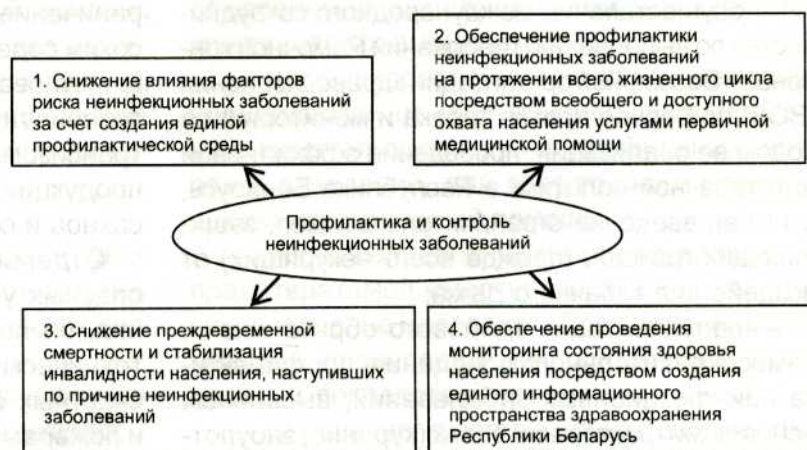 1. Снижение влияния факторов
риска неинфекционных заболеваний
за счет создания единой
профилактической среды
2. Обеспечение профилактики
неинфекционных заболеваний
на протяжении всего жизненного цикла
посредством всеобщего и доступного
охвата населения услугами первичной
медицинской помощи
Профилактика и контроль
неинфекционных заболеваний
3. Снижение преждевременной
смертности и стабилизация
инвалидности населения, наступивших
по причине неинфекционных
заболеваний
4. Обеспечение проведения
мониторинга состояния здоровья
населения посредством создания
единого информационного
пространства здравоохранения
Республики Беларусь